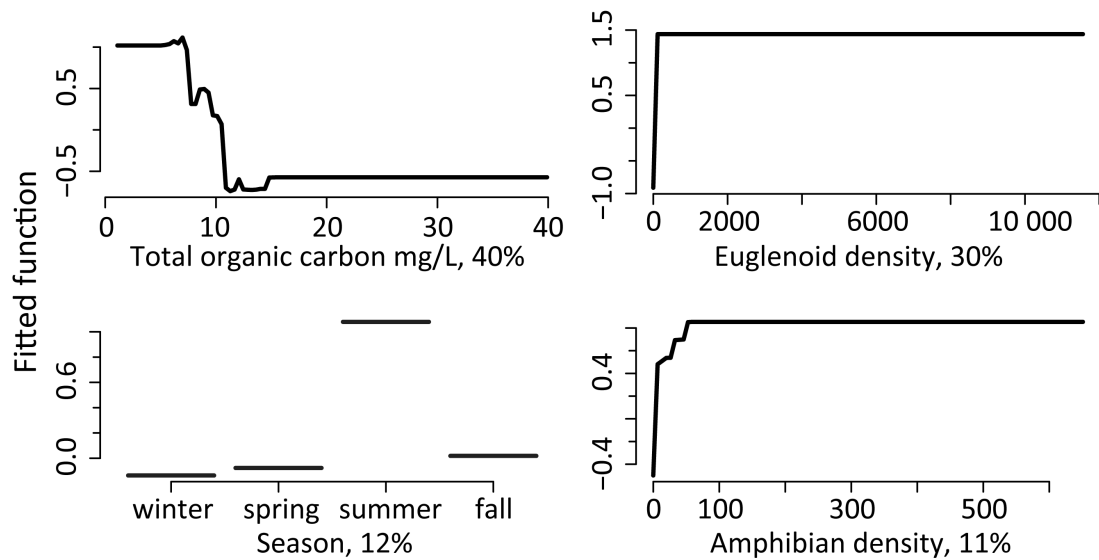 Fitted function
0.5
−0.5
0 10 20 30 40
Total organic carbon mg/L, 40%
1.5
0.5
−1.0
0 2000 6000 10 000
Euglenoid density, 30%
0.6
0.0
winter spring summer fall
Season, 12%
0.4
−0.4
0 100 300 500
Amphibian density, 11%